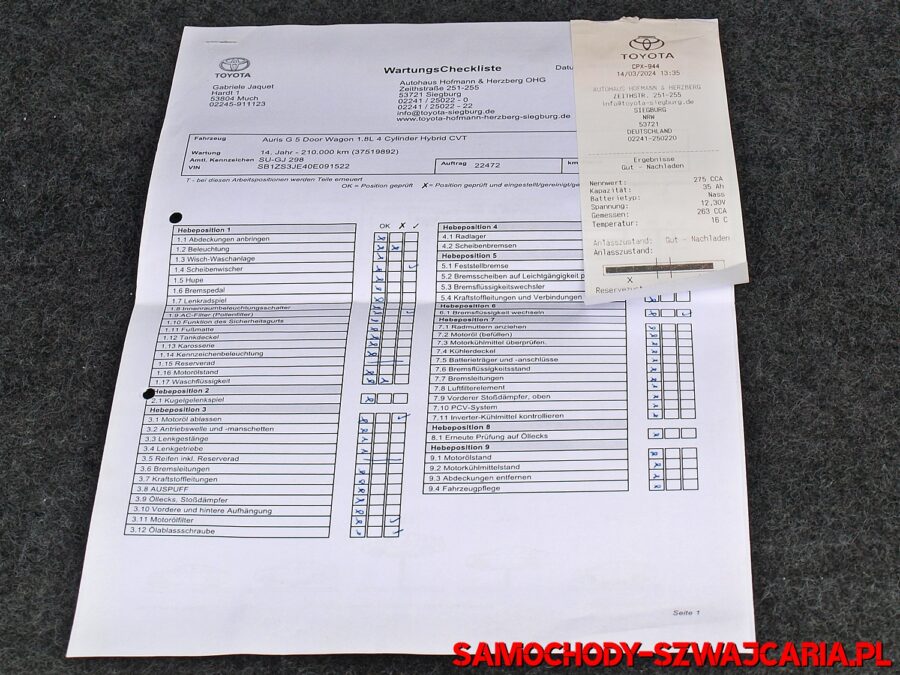 TOYOTA
WartungsCheckliste
Datu
Gabriele J. Jaquet
Hardt 1
53804 Much
02245-911123
Autohaus Hofmann & Herzberg OHG
Zeithstraße 251-255
53721 Siegburg
02241 / 25022 - 0
02241 / 25022 - 22
info@toyota-siegburg.de
www.toyota-hofmann-herzberg-siegburg.de
Fahrzeug Auris G 5 Door Wagon 1.8L 4 Cylinder Hybrid CVT
Wartung 14. Jahr - 210.000 km (37519892)
Amtl. Kennzeichen SU-GJ 298
VIN SB1ZS3JE40E091522
Auftrag 22472 km
T - bei diesen Arbeitspositionen werden Teile erneuert
OK = Position geprüft ✗= Position geprüft und eingestellt/gereinigt/ge
OK ✗ ✓
Hebeposition 1
1.1 Abdeckungen anbringen
1.2 Beleuchtung
1.3 Wisch-Waschanlage
1.4 Scheibenwischer
1.5 Hupe
1.6 Bremspedal
1.7 Lenkradspiel
1.8 Innenraumbeleuchtungsschalter
1.9 AC-Filter (Pollenfilter)
1.10 Funktion des Sicherheitsgurts
1.11 Fußmatte
1.12 Tankdeckel
1.13 Karosserie
1.14 Kennzeichenbeleuchtung
1.15 Reserverad
1.16 Motorölstand
1.17 Waschflüssigkeit
Hebeposition 2
2.1 Kugelgelenkspiel
Hebeposition 3
3.1 Motoröl ablassen
3.2 Antriebswelle und -manschetten
3.3 Lenkgestänge
3.4 Lenkgetriebe
3.5 Reifen inkl. Reserverad
3.6 Bremsleitungen
3.7 Kraftstoffleitungen
3.8 AUSPUFF
3.9 Öllecks, Stoßdämpfer
3.10 Vordere und hintere Aufhängung
3.11 Motorölfilter
3.12 Ölablassschraube
Hebeposition 4
4.1 Radlager
4.2 Scheibenbremsen
Hebeposition 5
5.1 Feststellbremse
5.2 Bremsscheiben auf Leichtgängigkeit p
5.3 Bremsflüssigkeitswechsler
5.4 Kraftstoffleitungen und Verbindungen
Hebeposition 6
6.1 Bremsflüssigkeit wechseln
Hebeposition 7
7.1 Radmuttern anziehen
7.2 Motoröl (befüllen)
7.3 Motorkühlmittel überprüfen,
7.4 Kühlerdeckel
7.5 Batterieträger und -anschlüsse
7.6 Bremsflüssigkeitsstand
7.7 Bremsleitungen
7.8 Luftfilterelement
7.9 Vorderer Stoßdämpfer, oben
7.10 PCV-System
7.11 Inverter-Kühlmittel kontrollieren
Hebeposition 8
8.1 Erneute Prüfung auf Öllecks
Hebeposition 9
9.1 Motorölstand
9.2 Motorkühlmittelstand
9.3 Abdeckungen entfernen
9.4 Fahrzeugpflege
Seite 1
TOYOTA
CPX-944
14/03/2024 13:35
AUTOHAUS HOFMANN & HERZBERG
ZEITHSTR. 251-255
info@toyota-siegburg.de
SIEGBURG
NRW
53721
DEUTSCHLAND
02241-250220
Ergebnisse
Gut - Nachladen
Nennwert: 275 CCA
Kapazität: 35 Ah
Batterietyp: Nass
Spannung: 12,30V
Gemessen: 263 CCA
Temperatur: 16 C
Anlasszustand: Gut - Nachladen
Anlasszustand:
X
SAMOCHODY-SZWAJCARIA.PL